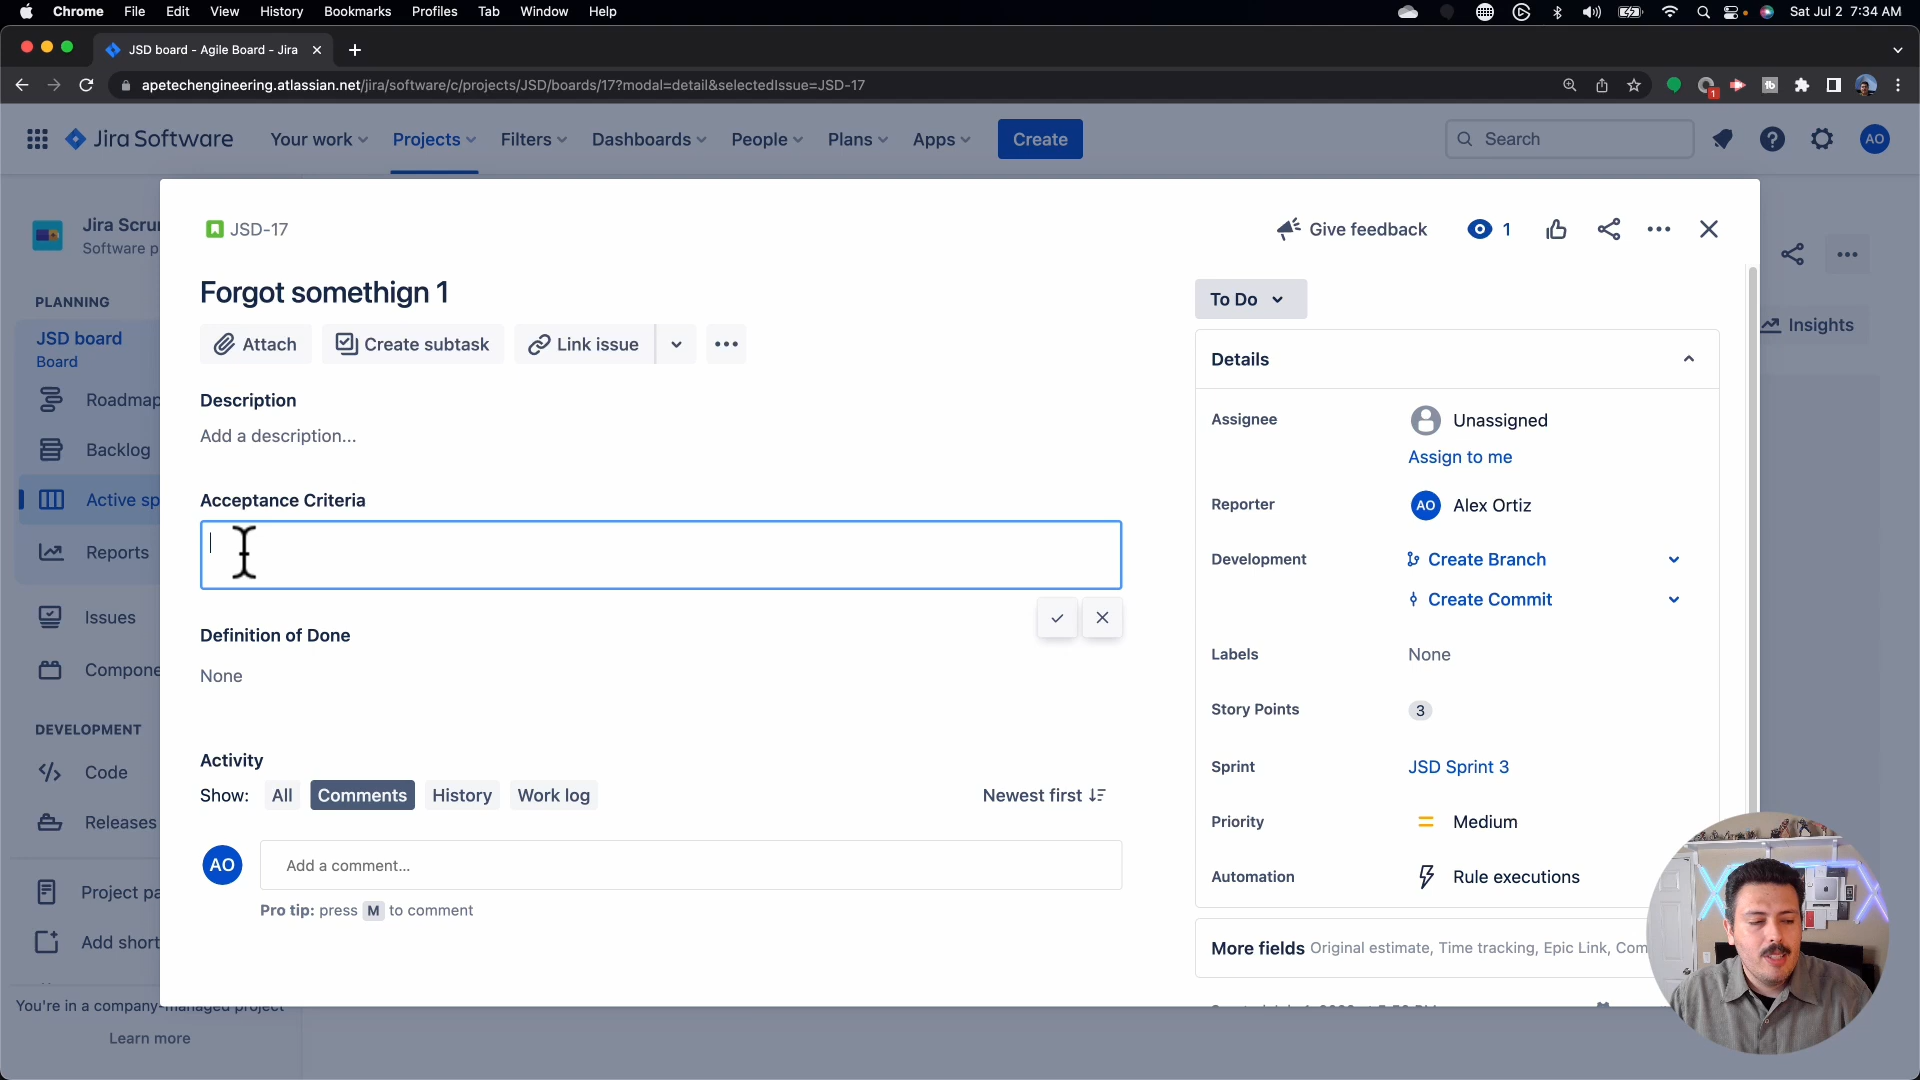 Chrome File Edit View History Bookmarks Profiles Tab Window Help Sat Jul 2 7:34 AM
JSD board - Agile Board - Jira
apetechengineering.atlassian.net/jira/software/c/projects/JSD/boards/17?modal=detail&selectedIssue=JSD-17 1 tb
Jira Software Your work Projects Filters Dashboards People Plans Apps Create Search AO
Jira Scru
Software p
PLANNING
JSD board
Board
Roadmap
Backlog
Active sp
Reports
Issues
Compone
DEVELOPMENT
Code
Releases
Project pa
Add short
You're in a company-managed project
Learn more
Insights
JSD-17 Give feedback 1
Forgot somethign 1
Attach Create subtask Link issue
Description
Add a description...
Acceptance Criteria
Definition of Done
None
Activity
Show: All Comments History Work log Newest first
AO Add a comment...
Pro tip: press M to comment
To Do
Details
Assignee Unassigned
Assign to me
Reporter AO Alex Ortiz
Development Create Branch
Create Commit
Labels None
Story Points 3
Sprint JSD Sprint 3
Priority Medium
Automation Rule executions
More fields Original estimate, Time tracking, Epic Link, Com